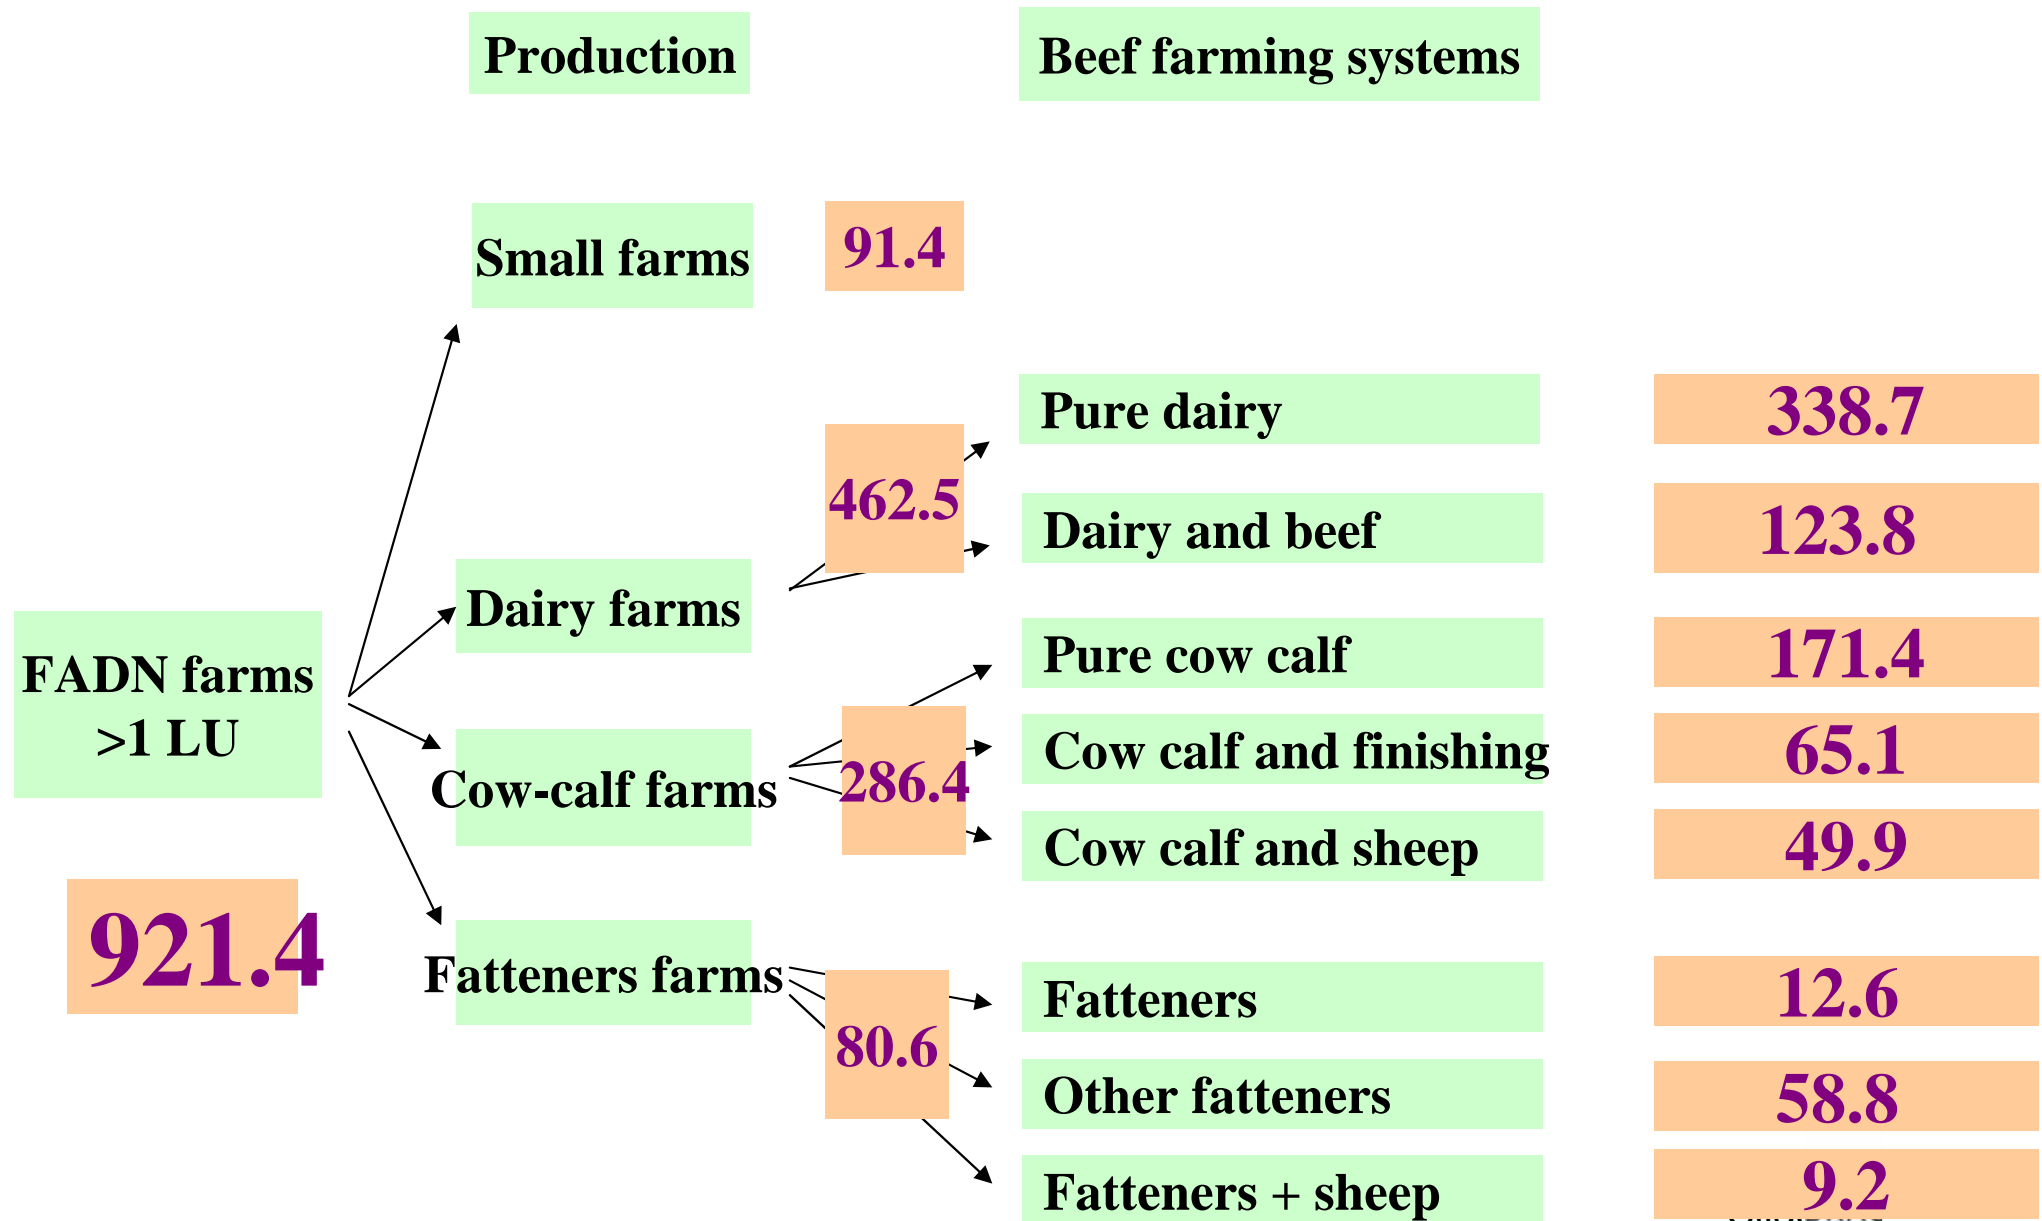 Production
Beef farming systems
Small farms
91.4
Pure dairy
338.7
462.5
Dairy and beef
123.8
Dairy farms
FADN farms
>1 LU
Pure cow calf
171.4
Cow calf and finishing
65.1
Cow-calf farms
286.4
Cow calf and sheep
49.9
921.4
Fatteners farms
Fatteners
12.6
80.6
Other fatteners
58.8
Fatteners + sheep
9.2